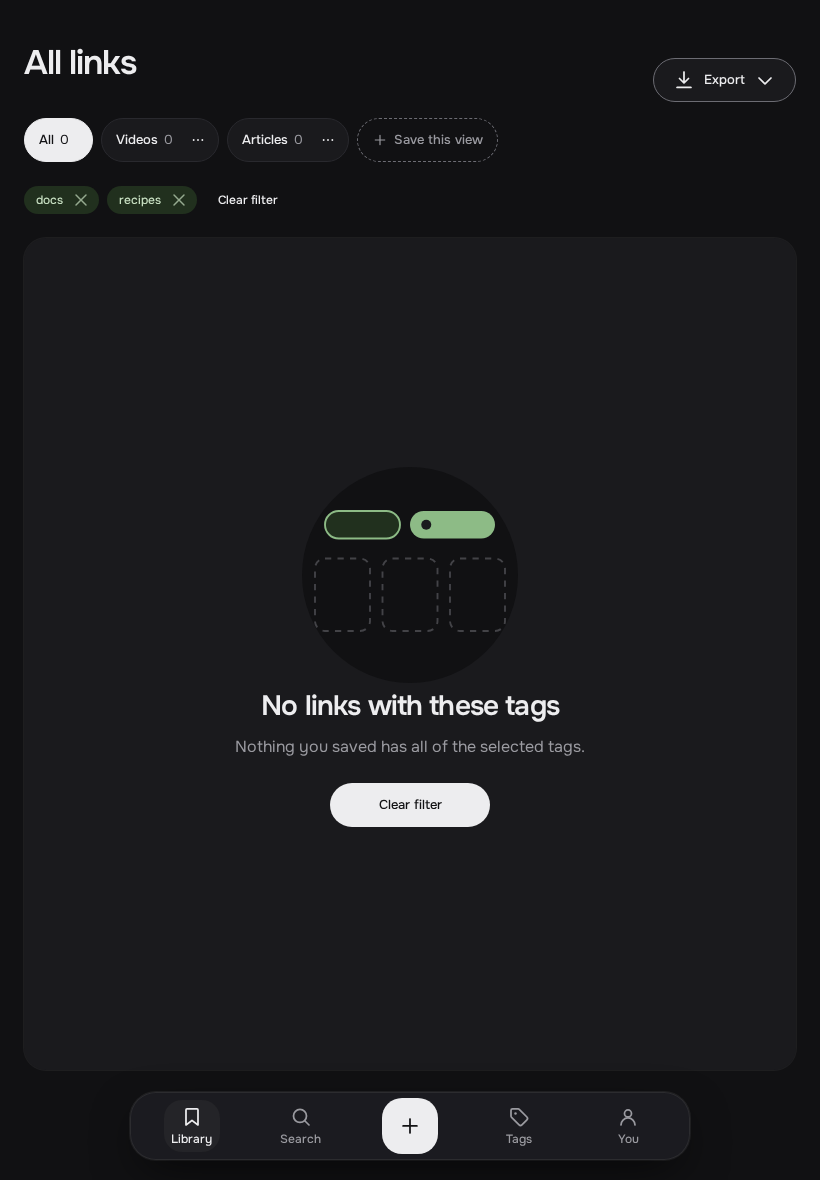 All links
Export
All 0
Videos 0
Articles 0
Save this view
docs
recipes
Clear filter
No links with these tags
Nothing you saved has all of the selected tags.
Clear filter
Library
Search
Tags
You